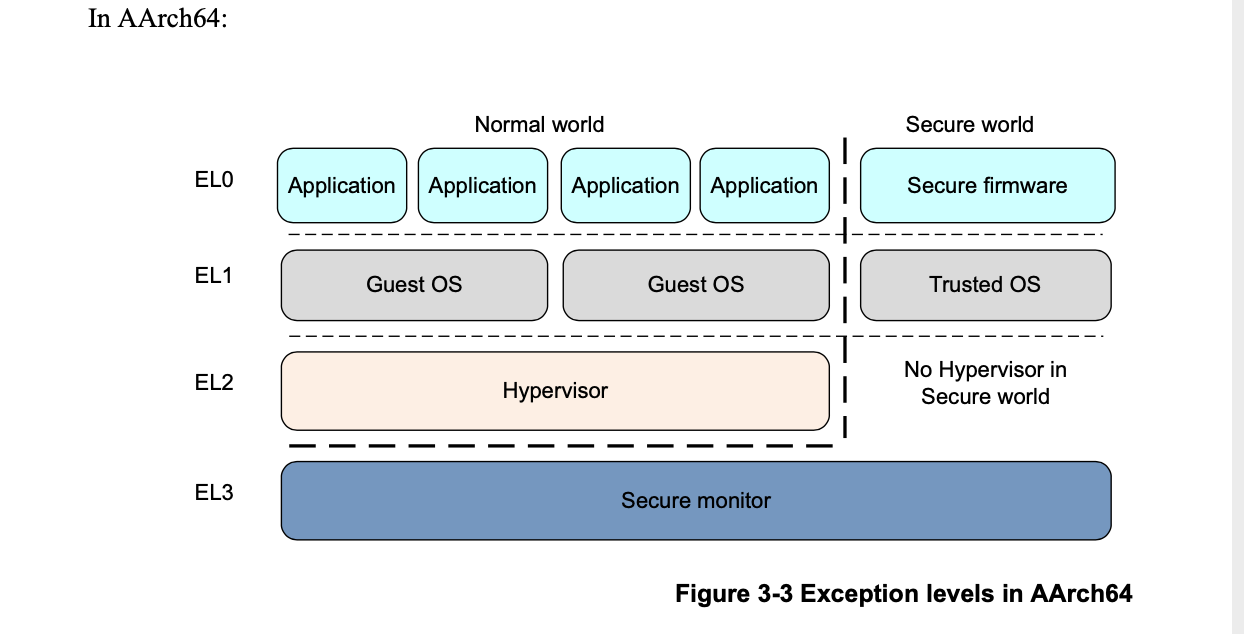 In AArch64:
Normal world
Secure world
EL0
Application
Application
Application
Application
Secure firmware
EL1
Guest OS
Guest OS
Trusted OS
EL2
Hypervisor
No Hypervisor in
Secure world
EL3
Secure monitor
Figure 3-3 Exception levels in AArch64